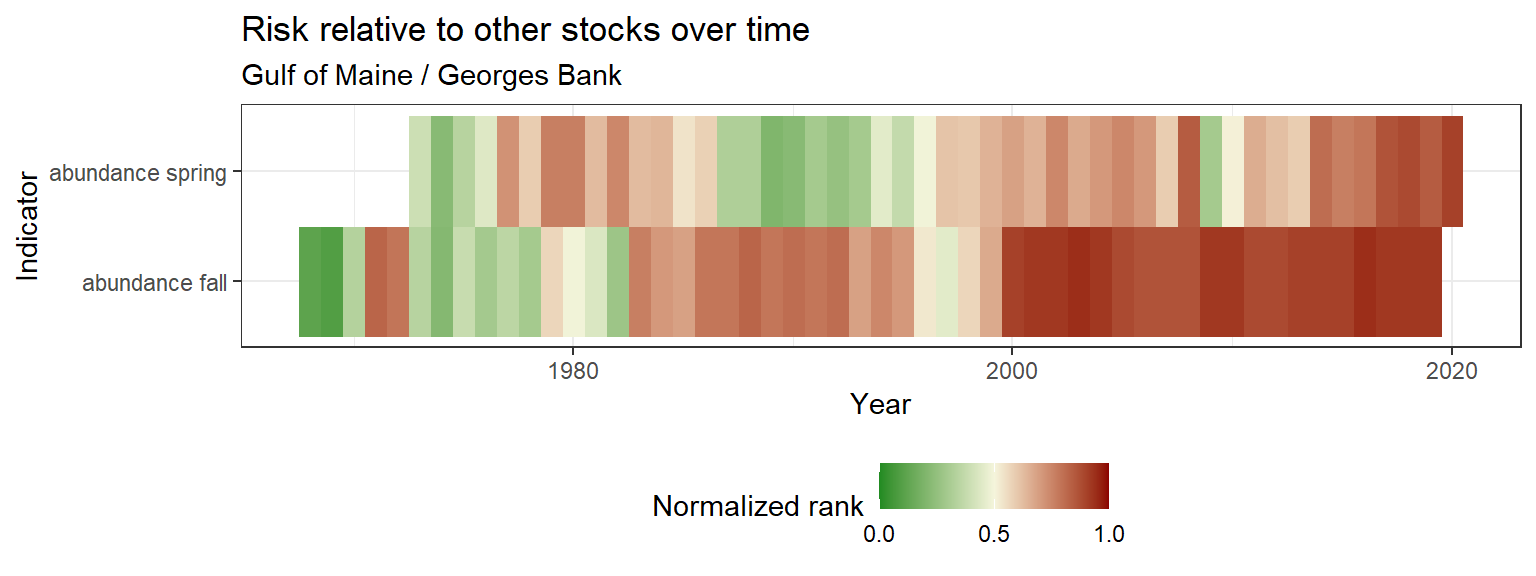 Risk relative to other stocks over time
Gulf of Maine / Georges Bank
Indicator
abundance spring
abundance fall
1980 2000 2020
Year
Normalized rank
0.0 0.5 1.0